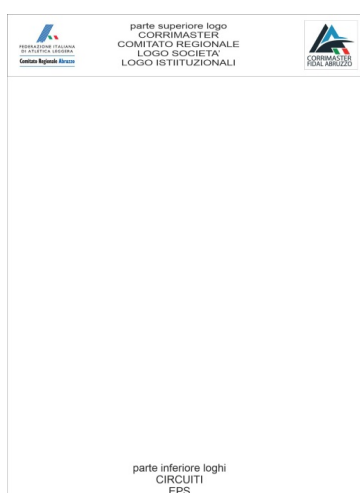 FEDERAZIONE ITALIANA
DI ATLETICA LEGGERA
Comitato Regionale Abruzzo
parte superiore logo
CORRIMASTER
COMITATO REGIONALE
LOGO SOCIETA'
LOGO ISTIITUZIONALI
CORRIMASTER
FIDAL ABRUZZO
parte inferiore loghi
CIRCUITI
EPS